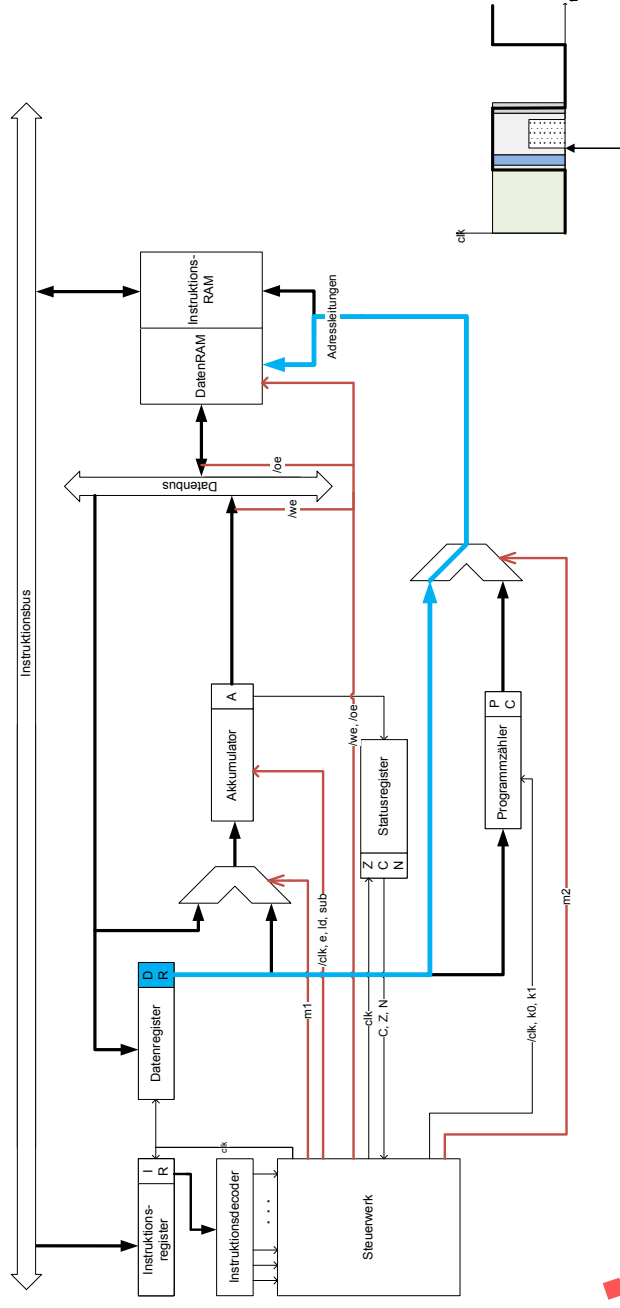 Instruktionsbus
Instruktions-
register
I
R
Datenregister
D
R
Instruktionsdecoder
. . .
Steuerwerk
clk
m1
/clk, e, ld, sub
Akkumulator
A
/we, /oe
clk
C, Z, N
Statusregister
Z
C
N
/clk, k0, k1
Programmzähler
P
C
m2
Datenbus
/we
/oe
DatenRAM
Instruktions-
RAM
Adressleitungen
clk